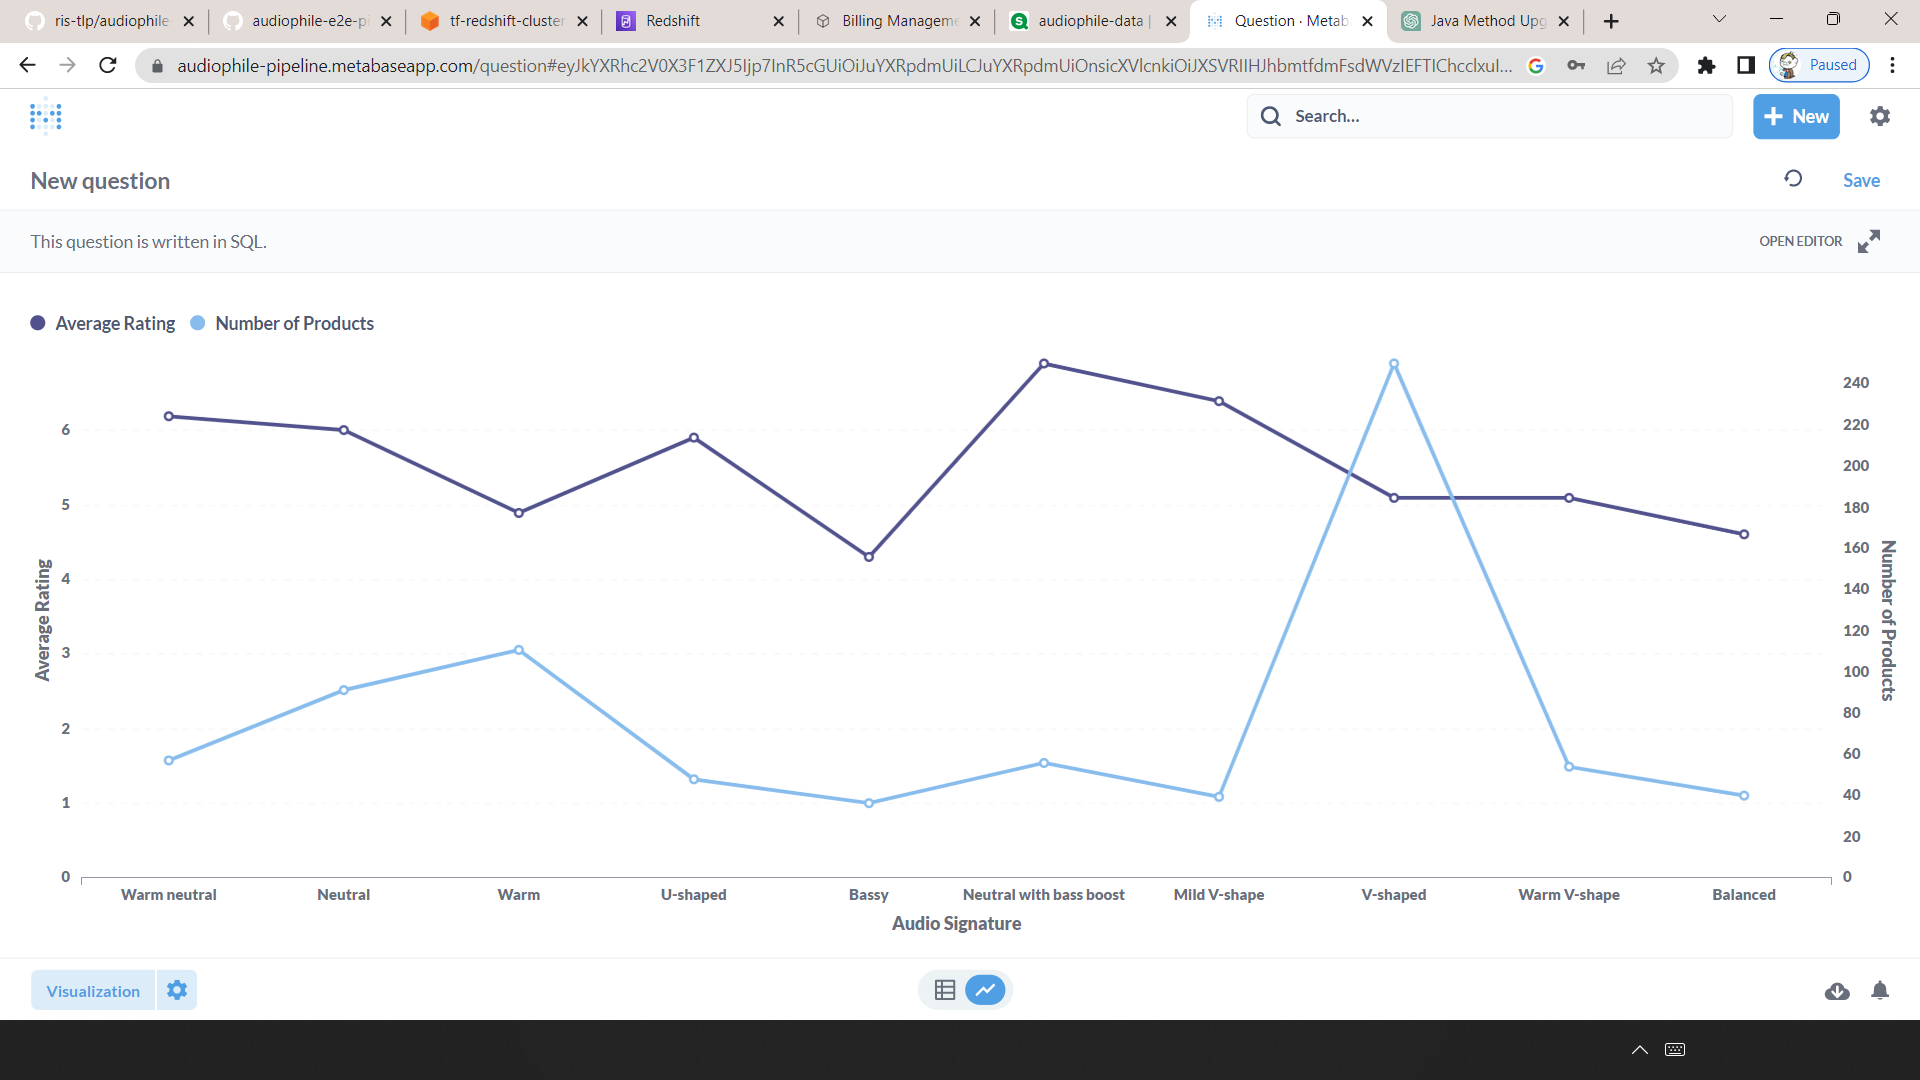 ris-tlp/audiophile-
audiophile-e2e-pi
tf-redshift-cluster
Redshift
Billing Manageme
audiophile-data |
Question · Metab
Java Method Upg
audiophile-pipeline.metabaseapp.com/question#eyJkYXRhc2V0X3F1ZXJ5Ijp7InR5cGUiOiJuYXRpdmUiLCJuYXRpdmUiOnsicXVlcnkiOiJXSVRIIHJhbmtfdmFsdWVzIEFTIChcclxuI...
Paused
Search...
New
New question
Save
This question is written in SQL.
OPEN EDITOR
Average Rating
Number of Products
6
5
4
3
2
1
0
Average Rating
240
220
200
180
160
140
120
100
80
60
40
20
0
Number of Products
Warm neutral
Neutral
Warm
U-shaped
Bassy
Neutral with bass boost
Mild V-shape
V-shaped
Warm V-shape
Balanced
Audio Signature
Visualization